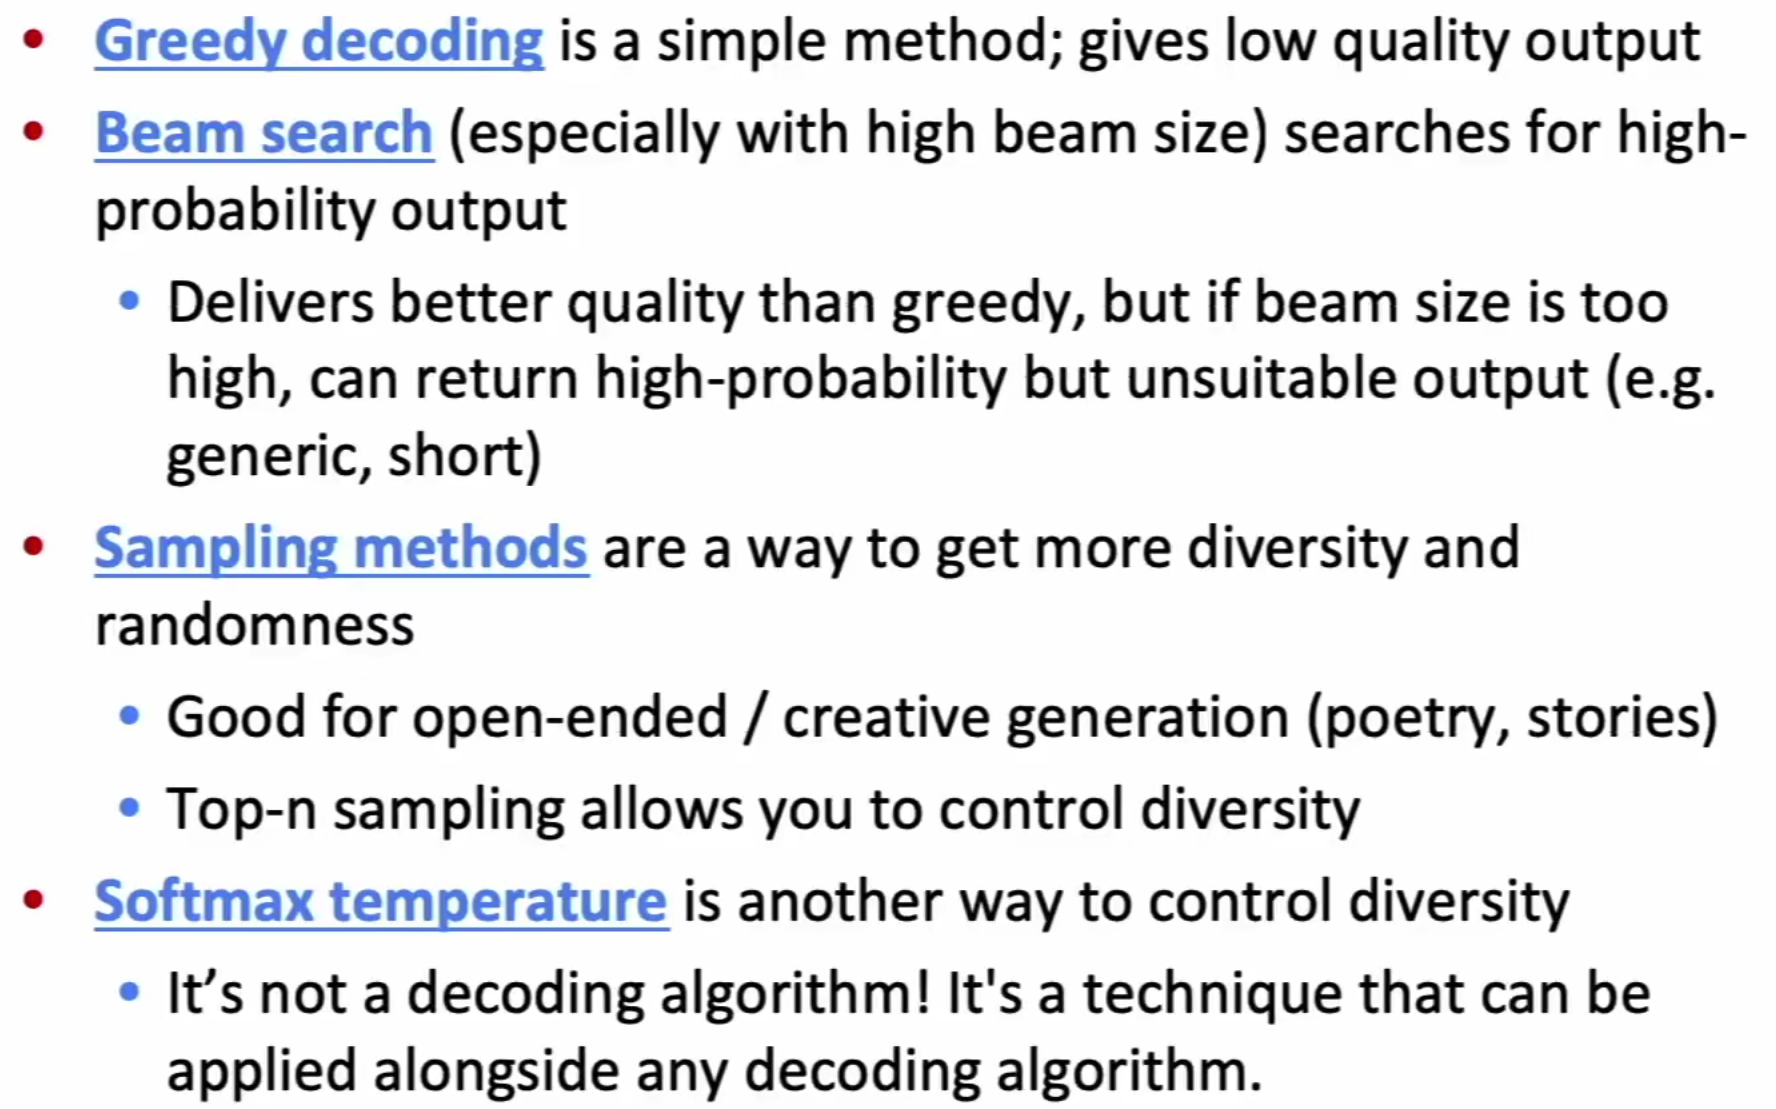 • Greedy decoding is a simple method; gives low quality output
• Beam search (especially with high beam size) searches for high-
probability output
• Delivers better quality than greedy, but if beam size is too
high, can return high-probability but unsuitable output (e.g.
generic, short)
• Sampling methods are a way to get more diversity and
randomness
• Good for open-ended / creative generation (poetry, stories)
• Top-n sampling allows you to control diversity
• Softmax temperature is another way to control diversity
• It’s not a decoding algorithm! It's a technique that can be
applied alongside any decoding algorithm.